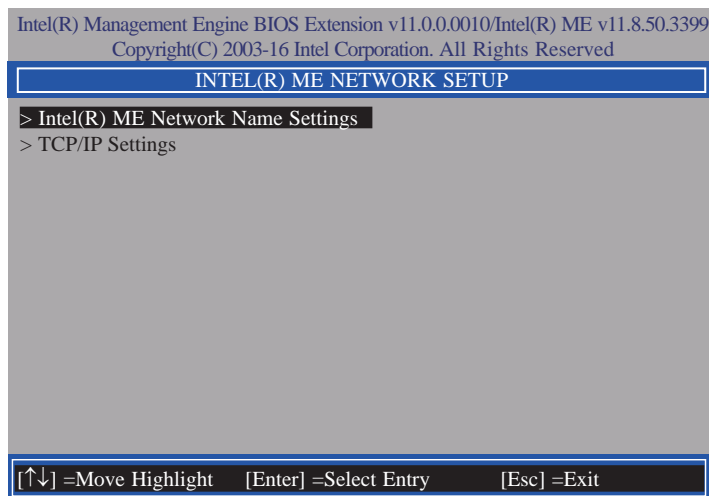 Intel(R) Management Engine BIOS Extension v11.0.0.0010/Intel(R) ME v11.8.50.3399
Copyright(C) 2003-16 Intel Corporation. All Rights Reserved
INTEL(R) ME NETWORK SETUP
> Intel(R) ME Network Name Settings
> TCP/IP Settings
[↑↓] =Move Highlight [Enter] =Select Entry [Esc] =Exit